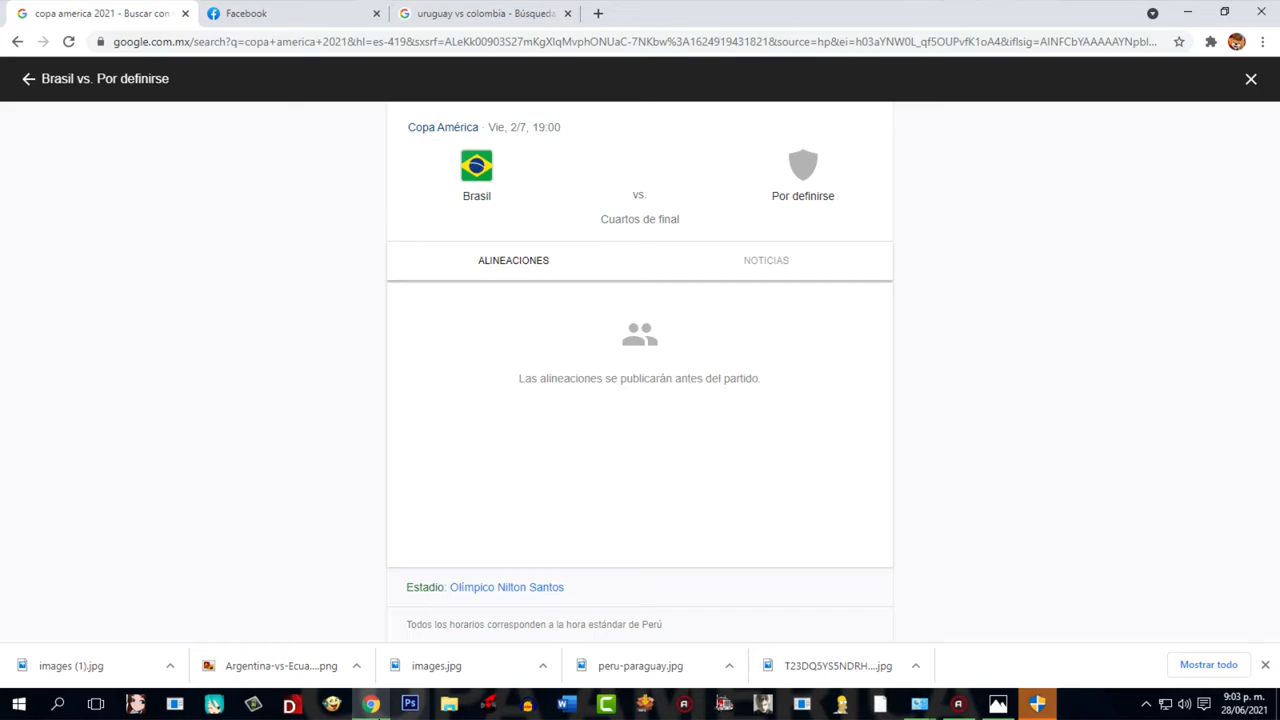 copa america 2021 - Buscar con
Facebook
uruguay vs colombia - Búsqueda
google.com.mx/search?q=copa+america+2021&hl=es-419&sxsrf=ALeKk00903S27mKgXlqMvphONUaC-7NKbw%3A1624919431821&source=hp&ei=h03aYNW0L_qf5OUPvfK1oA4&iflsig=AINFCbYAAAAAYNpbl...
Brasil vs. Por definirse
Copa América · Vie, 2/7, 19:00
Brasil
vs.
Por definirse
Cuartos de final
ALINEACIONES
NOTICIAS
Las alineaciones se publicarán antes del partido.
Estadio: Olímpico Nilton Santos
Todos los horarios corresponden a la hora estándar de Perú
images (1).jpg
Argentina-vs-Ecua....png
images.jpg
peru-paraguay.jpg
T23DQ5YS5NDRH....jpg
Mostrar todo
9:03 p. m.
28/06/2021